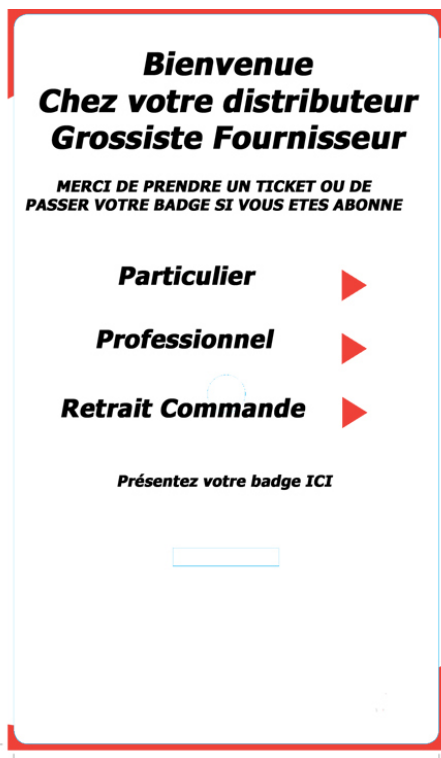 Bienvenue
Chez votre distributeur
Grossiste Fournisseur
MERCI DE PRENDRE UN TICKET OU DE
PASSER VOTRE BADGE SI VOUS ETES ABONNE
Particulier
Professionnel
Retrait Commande
Présentez votre badge ICI